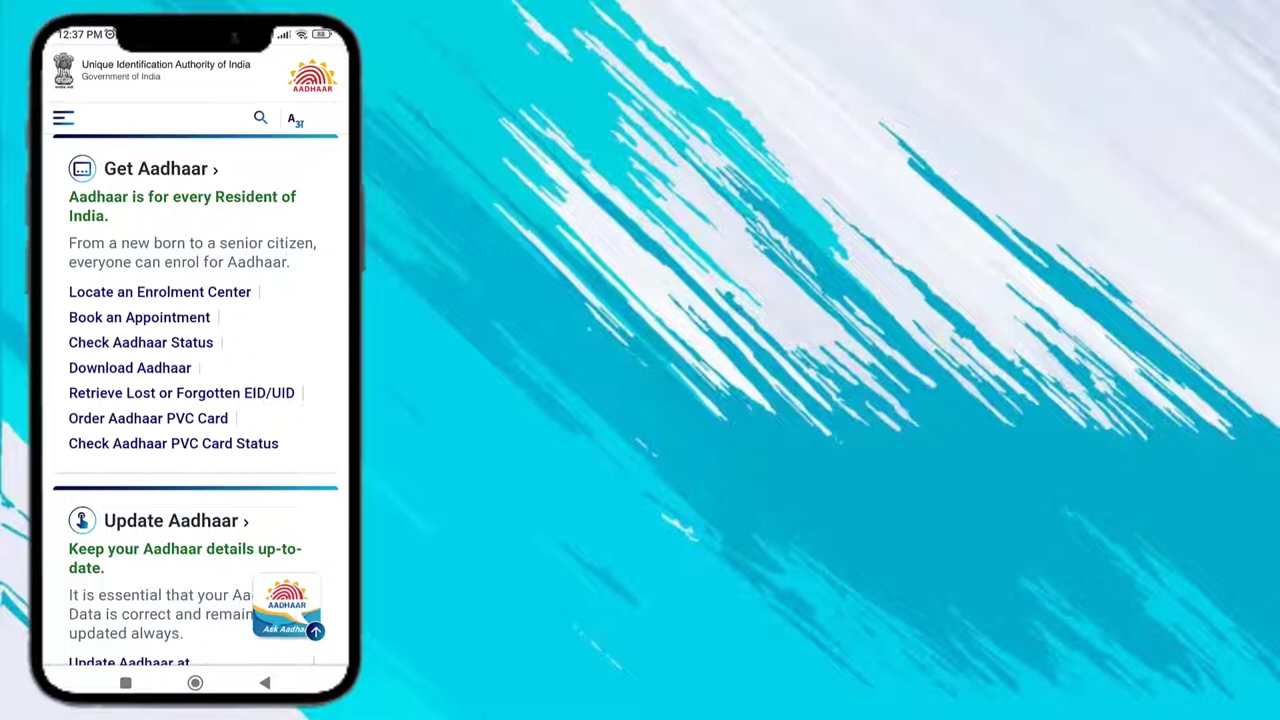 12:37 PM
88
Unique Identification Authority of India
Government of India
AADHAAR
Aअ
Get Aadhaar ›
Aadhaar is for every Resident of
India.
From a new born to a senior citizen,
everyone can enrol for Aadhaar.
Locate an Enrolment Center
Book an Appointment
Check Aadhaar Status
Download Aadhaar
Retrieve Lost or Forgotten EID/UID
Order Aadhaar PVC Card
Check Aadhaar PVC Card Status
Update Aadhaar ›
Keep your Aadhaar details up-to-
date.
It is essential that your Aa
Data is correct and remain
updated always.
AADHAAR
Ask Aadha
Update Aadhaar at